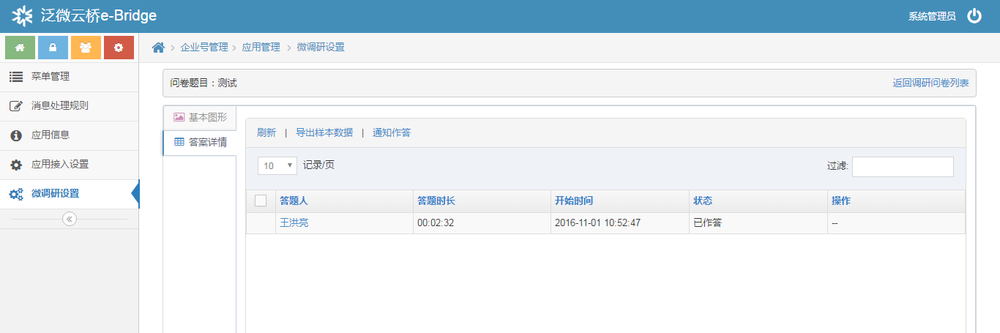 泛微云桥e-Bridge
系统管理员
企业号管理 应用管理 微调研设置
菜单管理
消息处理规则
应用信息
应用接入设置
微调研设置
问卷题目：测试 返回调研问卷列表
基本图形
答案详情
刷新 | 导出样本数据 | 通知作答
10 记录/页 过滤:
答题人 答题时长 开始时间 状态 操作
王洪亮 00:02:32 2016-11-01 10:52:47 已作答 --